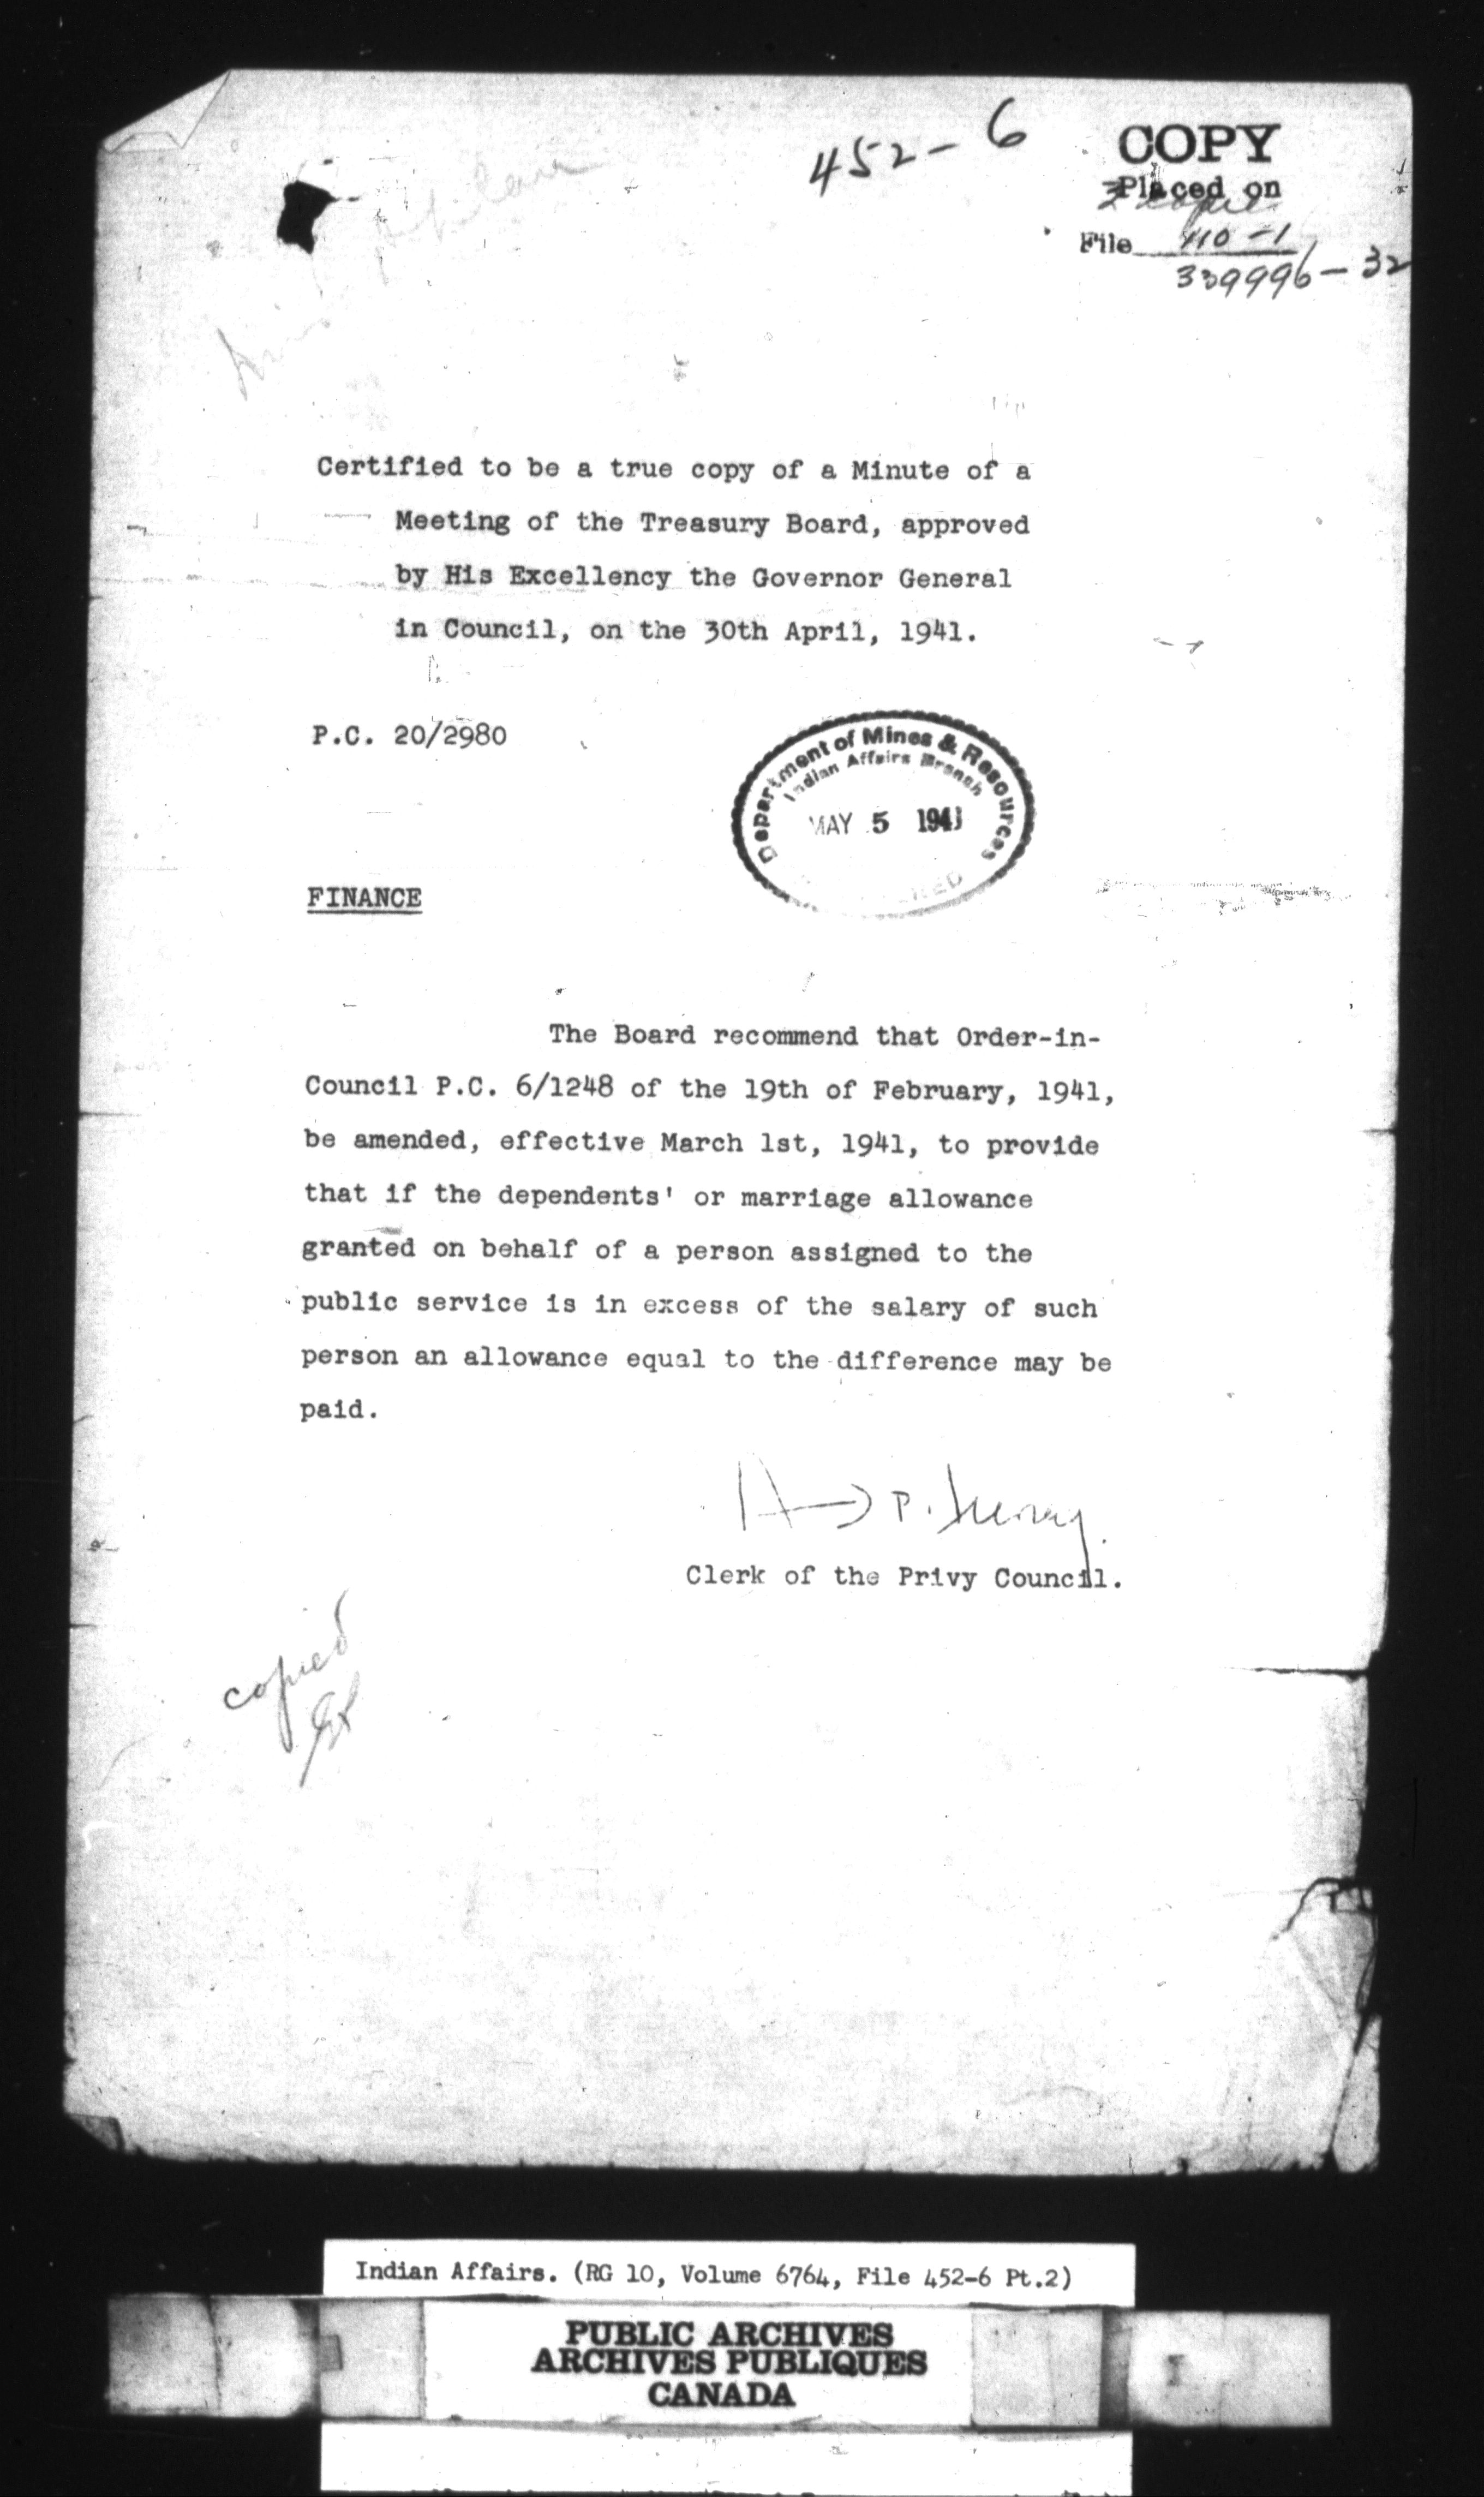 452-6
COPY
Placed on
File 110-1
339996-32
Certified to be a true copy of a Minute of a
Meeting of the Treasury Board, approved
by His Excellency the Governor General
in Council, on the 30th April, 1941.
P.C. 20/2980
Department of Mines & Resources
Indian Affairs Branch
MAY 5 1941
FINANCE
The Board recommend that Order-in-
Council P.C. 6/1248 of the 19th of February, 1941,
be amended, effective March 1st, 1941, to provide
that if the dependents' or marriage allowance
granted on behalf of a person assigned to the
public service is in excess of the salary of such
person an allowance equal to the difference may be
paid.
Clerk of the Privy Council.
copied
Indian Affairs. (RG 10, Volume 6764, File 452-6 Pt.2)
PUBLIC ARCHIVES
ARCHIVES PUBLIQUES
CANADA